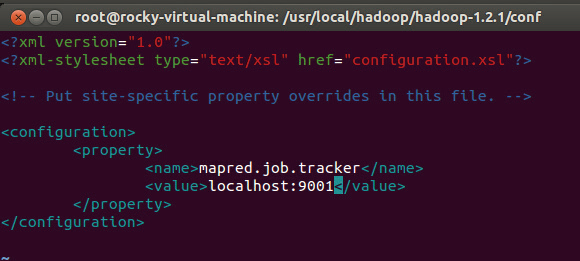 root@rocky-virtual-machine: /usr/local/hadoop/hadoop-1.2.1/conf
<?xml version="1.0"?>
<?xml-stylesheet type="text/xsl" href="configuration.xsl"?>
<!-- Put site-specific property overrides in this file. -->
<configuration>
<property>
<name>mapred.job.tracker</name>
<value>localhost:9001</value>
</property>
</configuration>
~